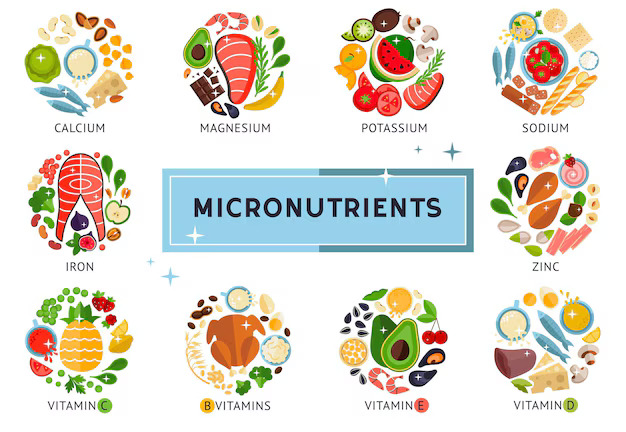 CALCIUM
MAGNESIUM
POTASSIUM
SODIUM
MICRONUTRIENTS
IRON
ZINC
VITAMIN C
B VITAMINS
VITAMIN E
VITAMIN D